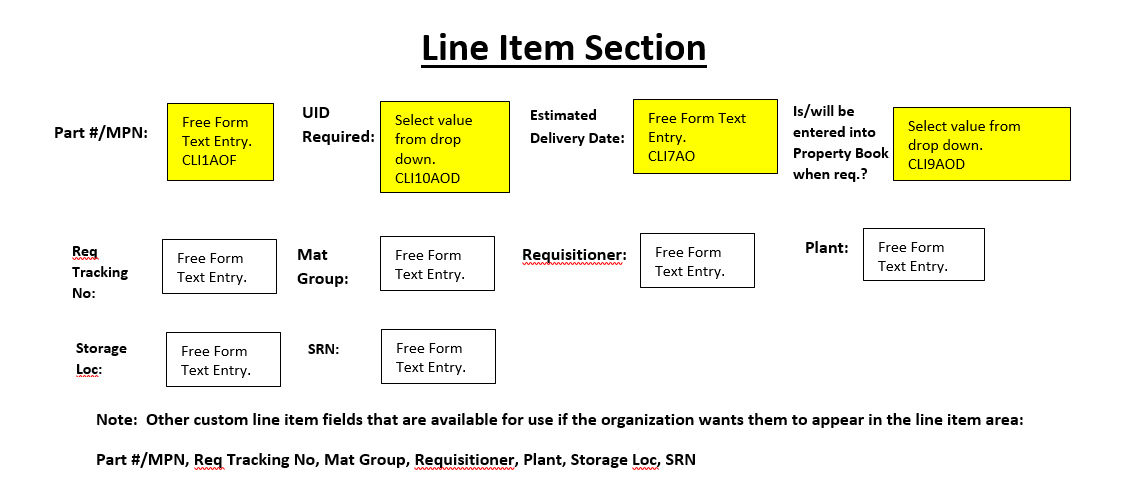 Line Item Section
Part #/MPN:
Free Form
Text Entry.
CLI1AOF
UID
Required:
Select value
from drop
down.
CLI10AOD
Estimated
Delivery Date:
Free Form Text
Entry.
CLI7AO
Is/will be
entered into
Property Book
when req.?
Select value from
drop down.
CLI9AOD
Req
Tracking
No:
Free Form
Text Entry.
Mat
Group:
Free Form
Text Entry.
Requisitioner:
Free Form
Text Entry.
Plant:
Free Form
Text Entry.
Storage
Loc:
Free Form
Text Entry.
SRN:
Free Form
Text Entry.
Note:  Other custom line item fields that are available for use if the organization wants them to appear in the line item area:
Part #/MPN, Req Tracking No, Mat Group, Requisitioner, Plant, Storage Loc, SRN